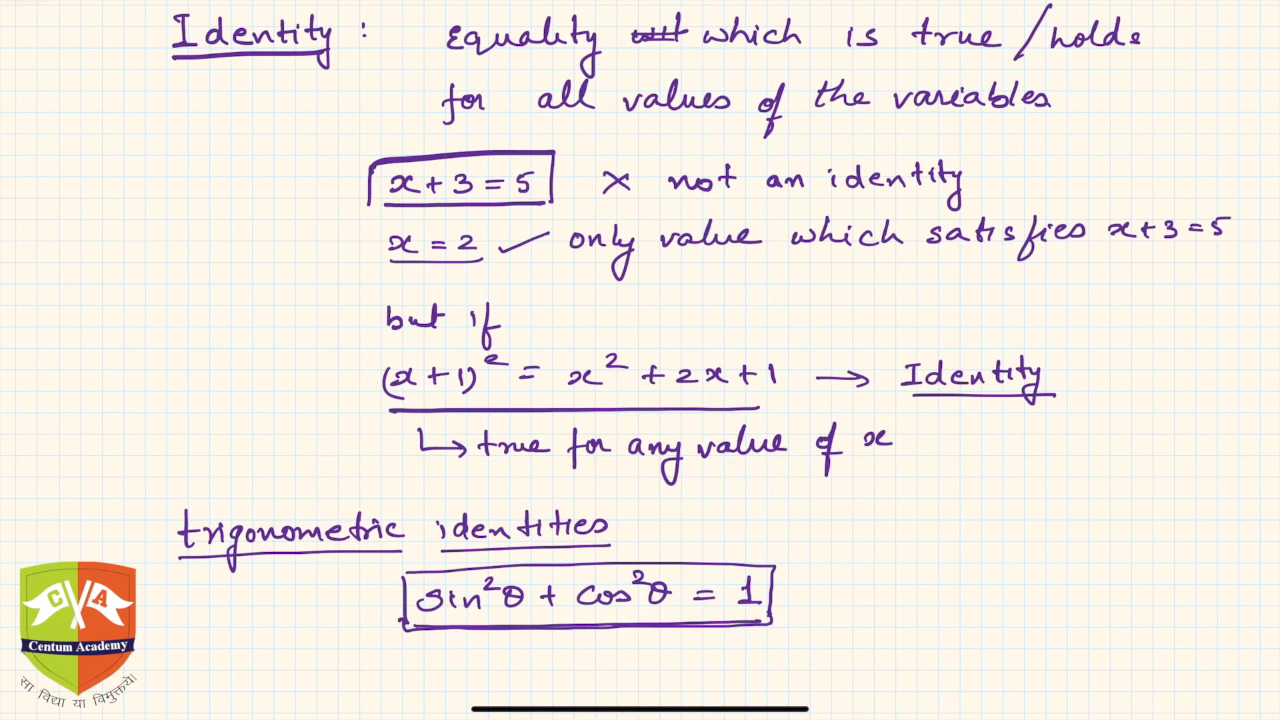 Identity : Equality which is true/holds
for all values of the variables
x + 3 = 5 × not an identity
x = 2 ✓ only value which satisfies x+3=5
but if
(x+1)² = x² + 2x + 1 → Identity
↳ true for any value of x
trigonometric identities
sin²θ + cos²θ = 1
C A
Centum Academy
सा विद्या या विमुक्तये।